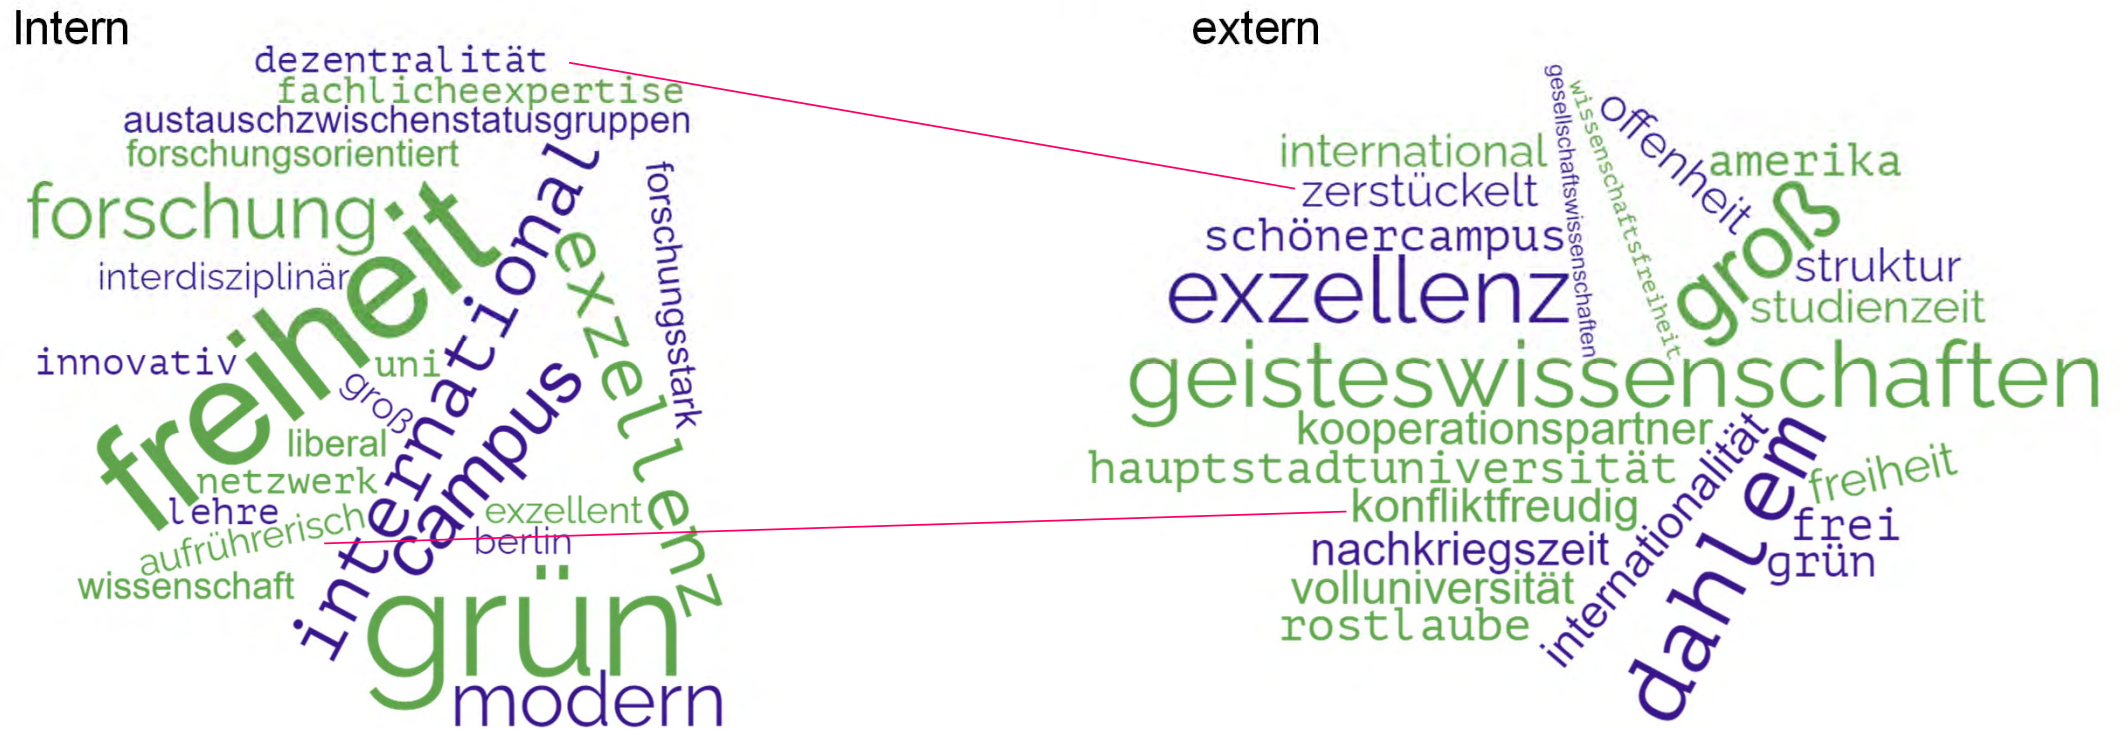 Intern
dezentralität
fachlicheexpertise
austauschzwischenstatusgruppen
forschungsorientiert
forschung
freiheit
international
exzellenz
forschungsstark
interdisziplinär
innovativ
uni
groß
liberal
netzwerk
campus
lehre
aufrührerisch
exzellent
berlin
wissenschaft
grün
modern
extern
gesellschaftswissenschaften
wissenschaftsfreiheit
offenheit
international
amerika
zerstückelt
groß
schönercampus
struktur
exzellenz
studienzeit
geisteswissenschaften
kooperationspartner
internationalität
dahlem
hauptstadtuniversität
freiheit
konfliktfreudig
frei
nachkriegszeit
grün
volluniversität
rostlaube